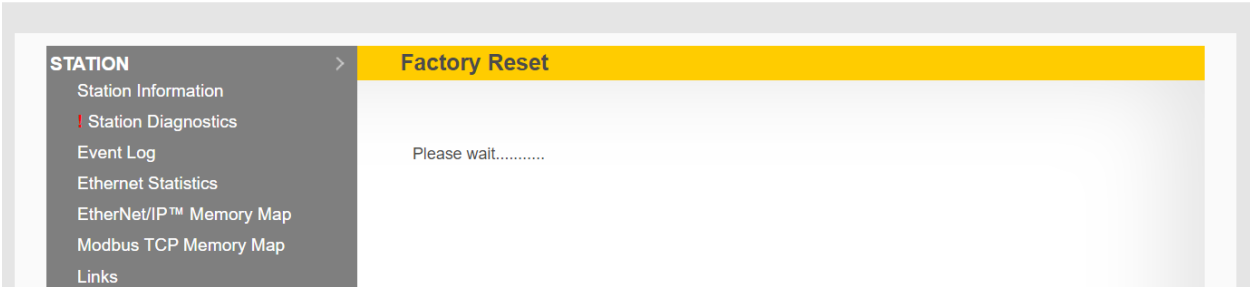 STATION >
Factory Reset
Station Information
! Station Diagnostics
Event Log
Please wait...........
Ethernet Statistics
EtherNet/IP™ Memory Map
Modbus TCP Memory Map
Links